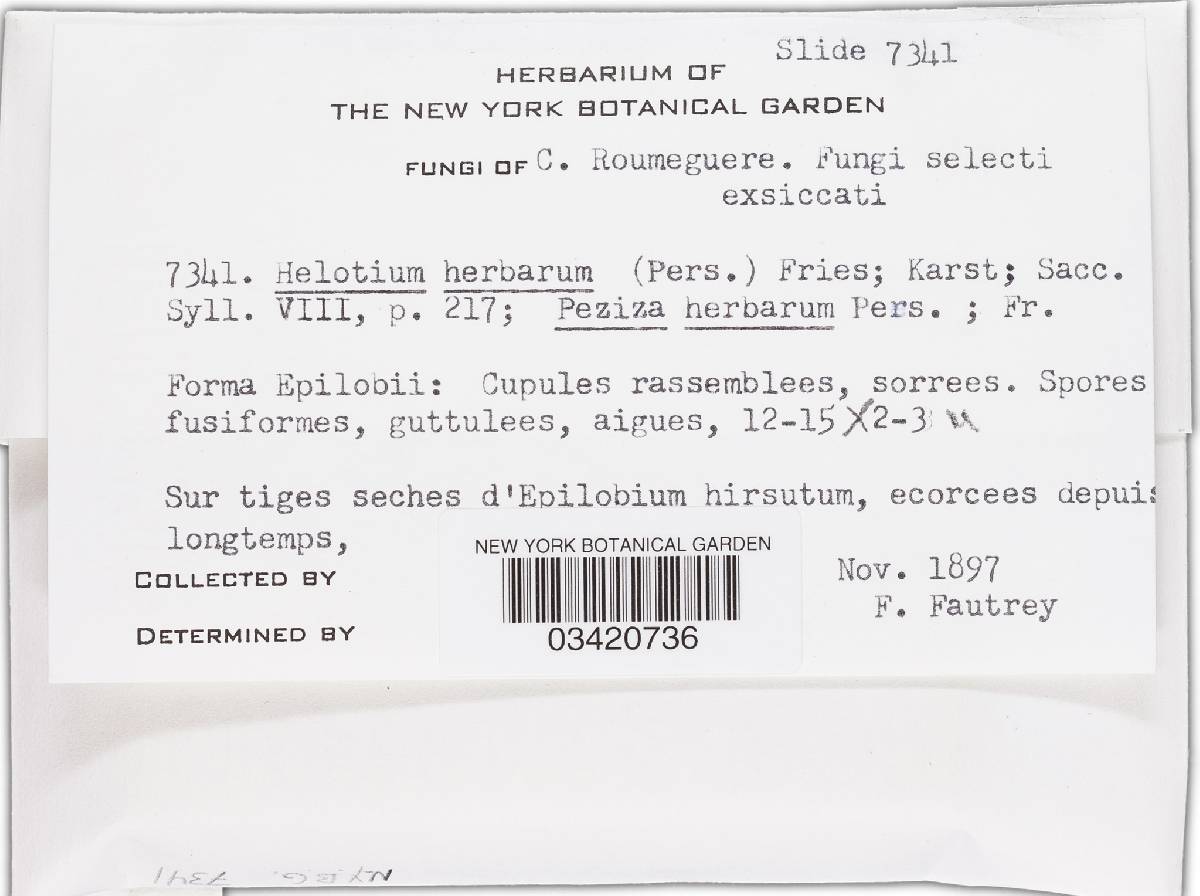 Slide 7341
HERBARIUM OF
THE NEW YORK BOTANICAL GARDEN
FUNGI OF C. Roumeguere. Fungi selecti
exsiccati
7341. Helotium herbarum (Pers.) Fries; Karst; Sacc.
Syll. VIII, p. 217; Peziza herbarum Pers. ; Fr.
Forma Epilobii: Cupules rassemblees, sorrees. Spores
fusiformes, guttulees, aigues, 12-15 X 2-3 u
Sur tiges seches d'Epilobium hirsutum, ecorcees depuis
longtemps,
NEW YORK BOTANICAL GARDEN
03420736
Nov. 1897
COLLECTED BY
F. Fautrey
DETERMINED BY
NYBG 7341